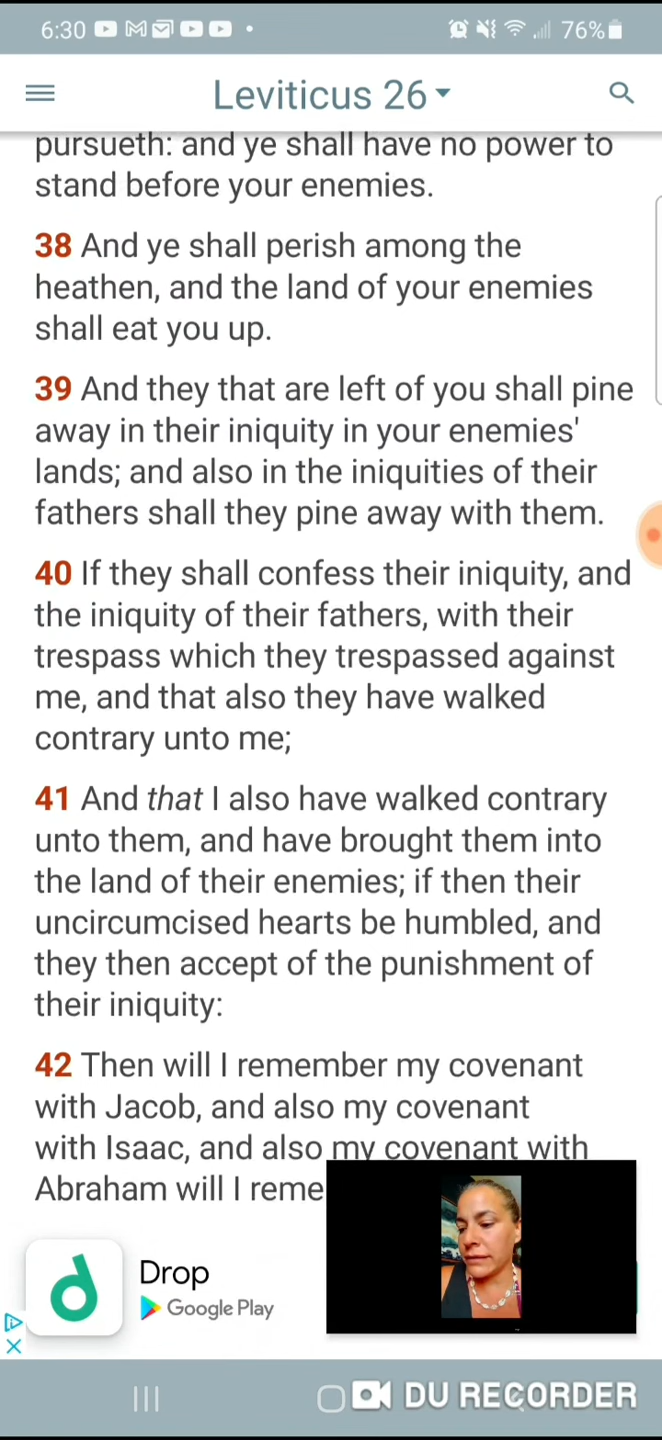 6:30 76%
Leviticus 26
pursueth: and ye shall have no power to
stand before your enemies.
38 And ye shall perish among the
heathen, and the land of your enemies
shall eat you up.
39 And they that are left of you shall pine
away in their iniquity in your enemies'
lands; and also in the iniquities of their
fathers shall they pine away with them.
40 If they shall confess their iniquity, and
the iniquity of their fathers, with their
trespass which they trespassed against
me, and that also they have walked
contrary unto me;
41 And that I also have walked contrary
unto them, and have brought them into
the land of their enemies; if then their
uncircumcised hearts be humbled, and
they then accept of the punishment of
their iniquity:
42 Then will I remember my covenant
with Jacob, and also my covenant
with Isaac, and also my covenant with
Abraham will I reme
Drop
Google Play
DU RECORDER